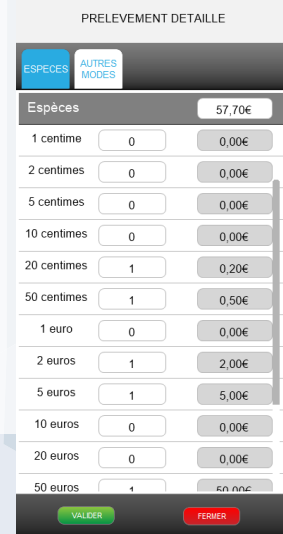 PRELEVEMENT DETAILLE
ESPECES AUTRES MODES
Espèces 57,70€
1 centime 0 0,00€
2 centimes 0 0,00€
5 centimes 0 0,00€
10 centimes 0 0,00€
20 centimes 1 0,20€
50 centimes 1 0,50€
1 euro 0 0,00€
2 euros 1 2,00€
5 euros 1 5,00€
10 euros 0 0,00€
20 euros 0 0,00€
50 euros 1 50,00€
VALIDER FERMER